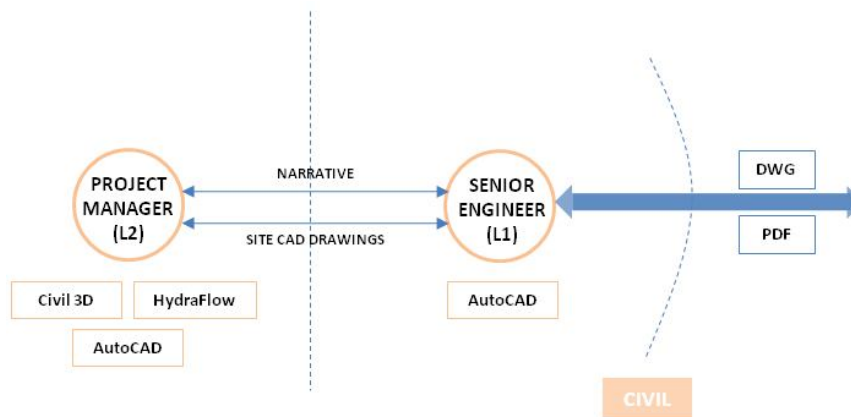 NARRATIVE
PROJECT
MANAGER
(L2)
SENIOR
ENGINEER
(L1)
SITE CAD DRAWINGS
DWG
PDF
Civil 3D
HydraFlow
AutoCAD
AutoCAD
CIVIL